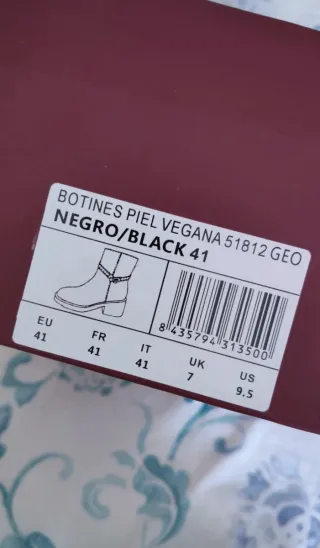 BOTINES PIEL VEGANA 51812 GEO
NEGRO/BLACK 41
8 435794 313500
EU FR IT UK US
41 41 41 7 9.5